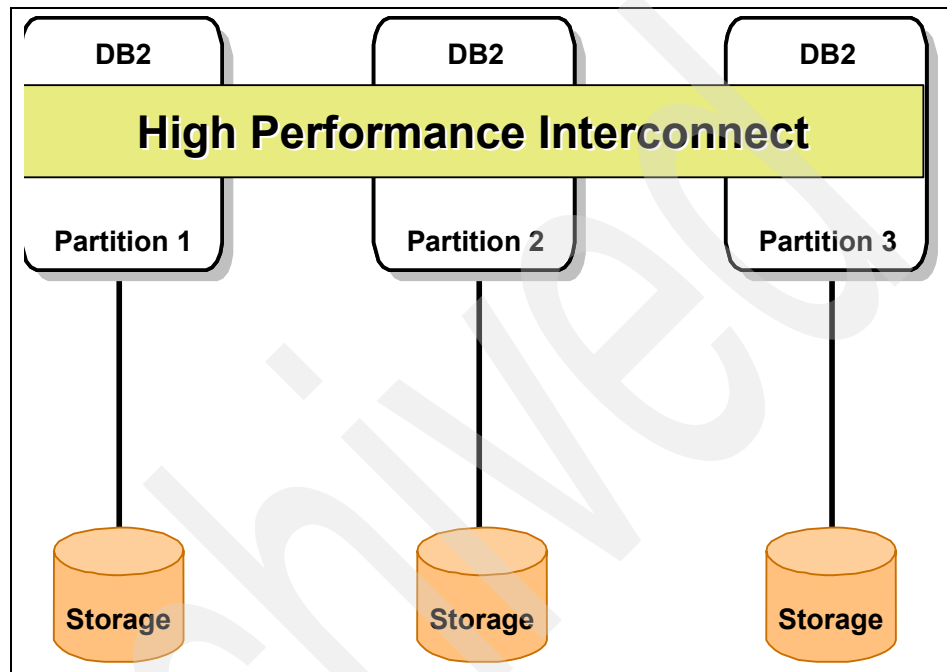 DB2 DB2 DB2
High Performance Interconnect
Partition 1 Partition 2 Partition 3
Storage Storage Storage